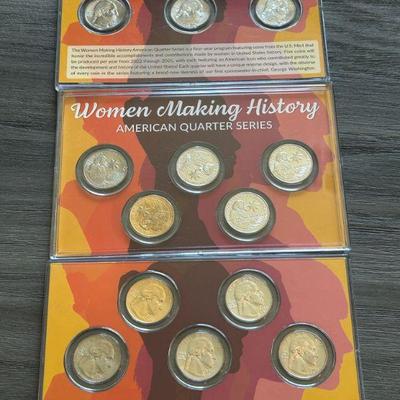 The Women Making History American Quarter Series is a four-year program featuring coins from the U.S. Mint that
honor the incredible accomplishments and contributions made by women in United States history. Five coins will
be produced per year from 2022 through 2025, with each featuring an American icon who contributed greatly to
the development and history of the United States! Each quarter will have a unique reverse design, with the obverse
of every coin in the series featuring a brand-new likeness of our first commander-in-chief, George Washington.
Women Making History
AMERICAN QUARTER SERIES